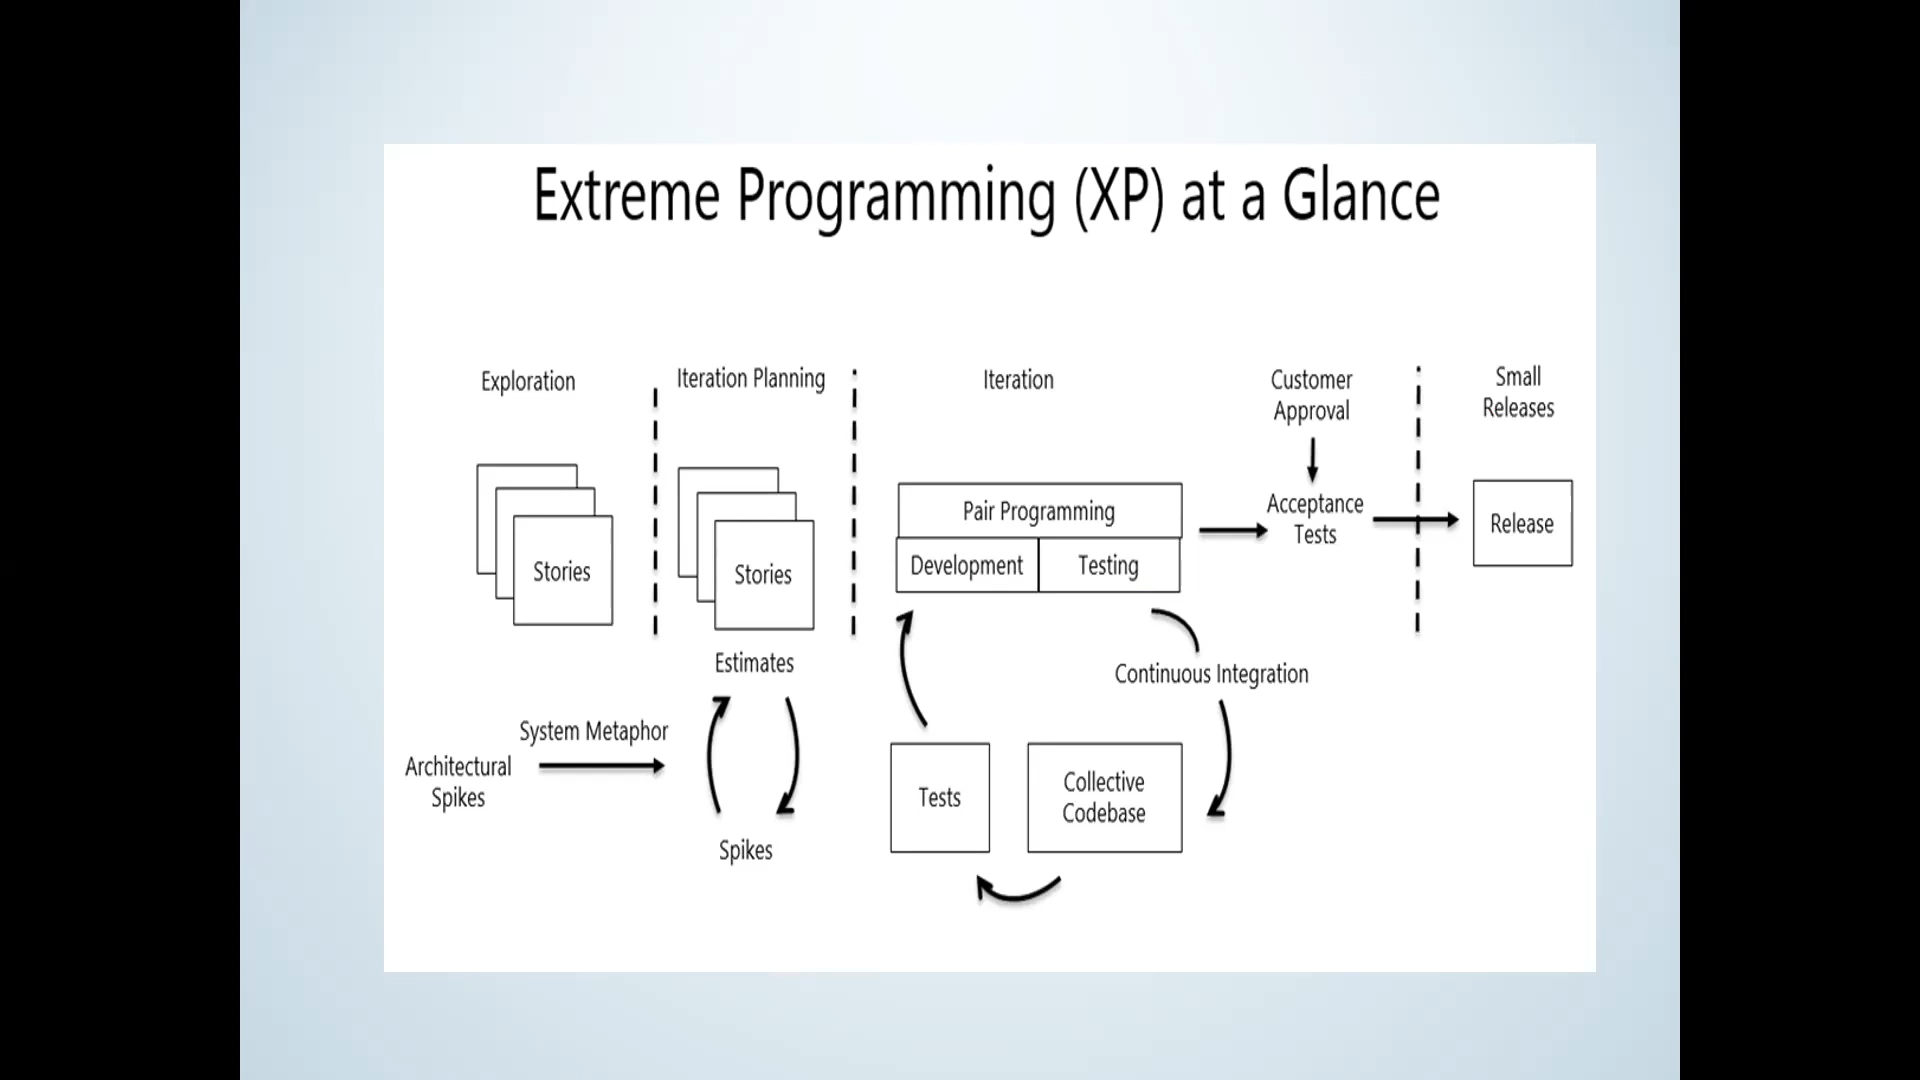 Extreme Programming (XP) at a Glance
Exploration
Iteration Planning
Iteration
Customer
Approval
Small
Releases
Stories
Stories
Estimates
Pair Programming
Development
Testing
Acceptance
Tests
Release
Continuous Integration
System Metaphor
Architectural
Spikes
Spikes
Tests
Collective
Codebase